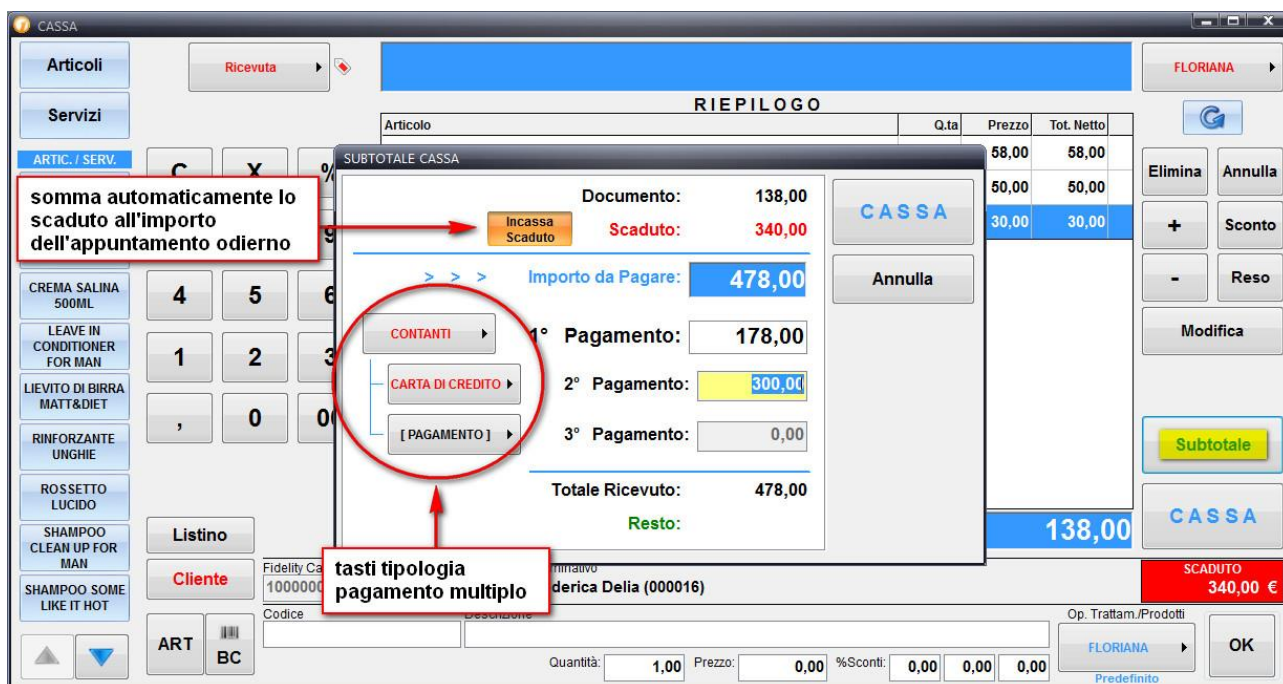 CASSA
Articoli
Ricevuta
FLORIANA
Servizi
RIEPILOGO
Articolo Q.ta Prezzo Tot. Netto
ARTIC. / SERV.
C X %
58,00 58,00
50,00 50,00
30,00 30,00
Elimina Annulla
+ Sconto
- Reso
Modifica
somma automaticamente lo
scaduto all'importo
dell'appuntamento odierno
SUBTOTALE CASSA
Documento: 138,00
Incassa
Scaduto
Scaduto: 340,00
CASSA
> > > Importo da Pagare: 478,00
Annulla
CONTANTI
1° Pagamento: 178,00
CARTA DI CREDITO
2° Pagamento: 300,00
[ PAGAMENTO ]
3° Pagamento: 0,00
Totale Ricevuto: 478,00
Resto:
CREMA SALINA
500ML
LEAVE IN
CONDITIONER
FOR MAN
LIEVITO DI BIRRA
MATT&DIET
RINFORZANTE
UNGHIE
ROSSETTO
LUCIDO
SHAMPOO
CLEAN UP FOR
MAN
SHAMPOO SOME
LIKE IT HOT
4 5 6
1 2 3
, 0 00
Subtotale
CASSA
138,00
Listino
Cliente
tasti tipologia
pagamento multiplo
Fidelity Ca
1000000
derica Delia (000016)
SCADUTO
340,00 €
Codice Descrizione
Op. Trattam./Prodotti
ART
BC
FLORIANA
OK
Quantità: 1,00 Prezzo: 0,00 %Sconti: 0,00 0,00 0,00
Predefinito